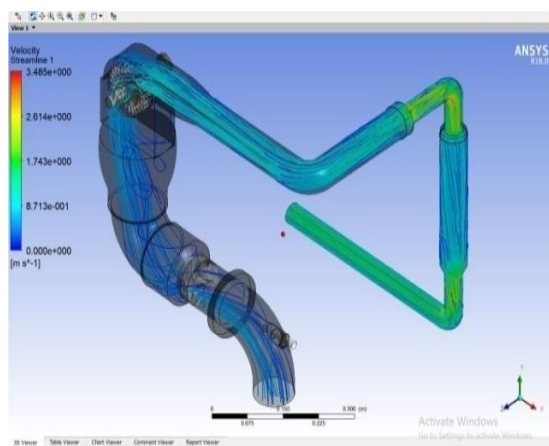 View 1
ANSYS
R18.0
Velocity
Streamline 1
3.485e+000
2.614e+000
1.743e+000
8.713e-001
0.000e+000
[m s^-1]
0
0.150
0.300 (m)
0.075
0.225
Y
Z
X
Activate Windows
Go to Settings to activate Windows.
3D Viewer
Table Viewer
Chart Viewer
Comment Viewer
Report Viewer